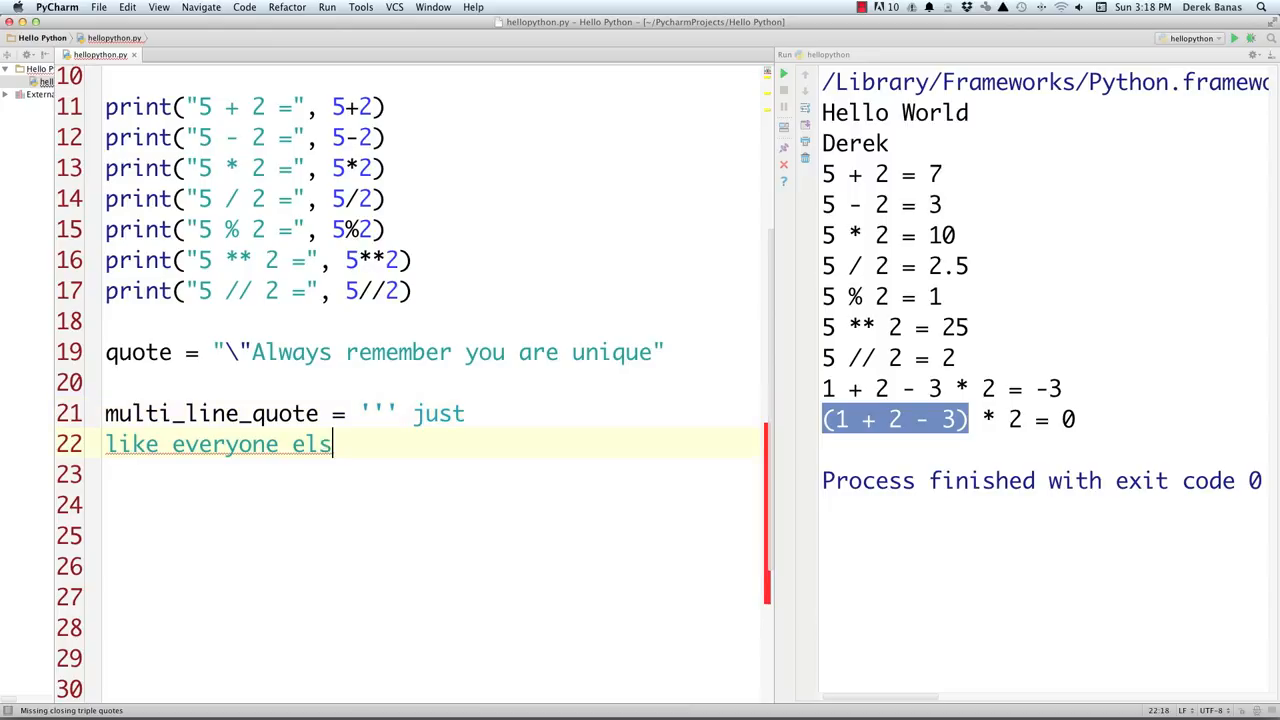 PyCharm File Edit View Navigate Code Refactor Run Tools VCS Window Help
10 Sun 3:18 PM Derek Banas
hellopython.py - Hello Python - [~/PycharmProjects/Hello Python]
Hello Python hellopython.py
hellopython
hellopython.py
Run hellopython
Hello P
hell
Externa
10
11 print("5 + 2 =", 5+2)
12 print("5 - 2 =", 5-2)
13 print("5 * 2 =", 5*2)
14 print("5 / 2 =", 5/2)
15 print("5 % 2 =", 5%2)
16 print("5 ** 2 =", 5**2)
17 print("5 // 2 =", 5//2)
18
19 quote = "\"Always remember you are unique"
20
21 multi_line_quote = ''' just
22 like everyone els
23
24
25
26
27
28
29
30
/Library/Frameworks/Python.framewo
Hello World
Derek
5 + 2 = 7
5 - 2 = 3
5 * 2 = 10
5 / 2 = 2.5
5 % 2 = 1
5 ** 2 = 25
5 // 2 = 2
1 + 2 - 3 * 2 = -3
(1 + 2 - 3) * 2 = 0
Process finished with exit code 0
Missing closing triple quotes
22:18 LF UTF-8